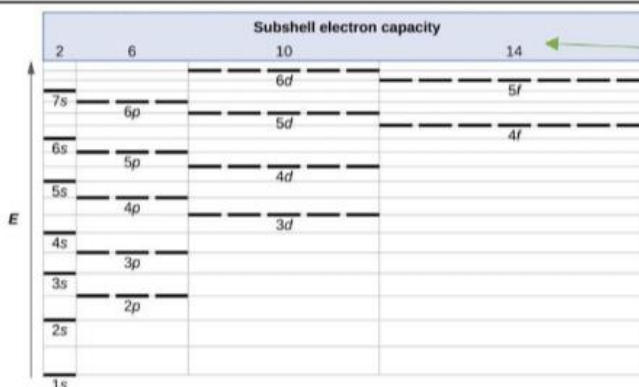 Subshell electron capacity
2 6 10 14
6d
5f
7s
6p
5d
4f
6s
5p
4d
5s
4p
3d
E
4s
3p
3s
2p
2s
1s